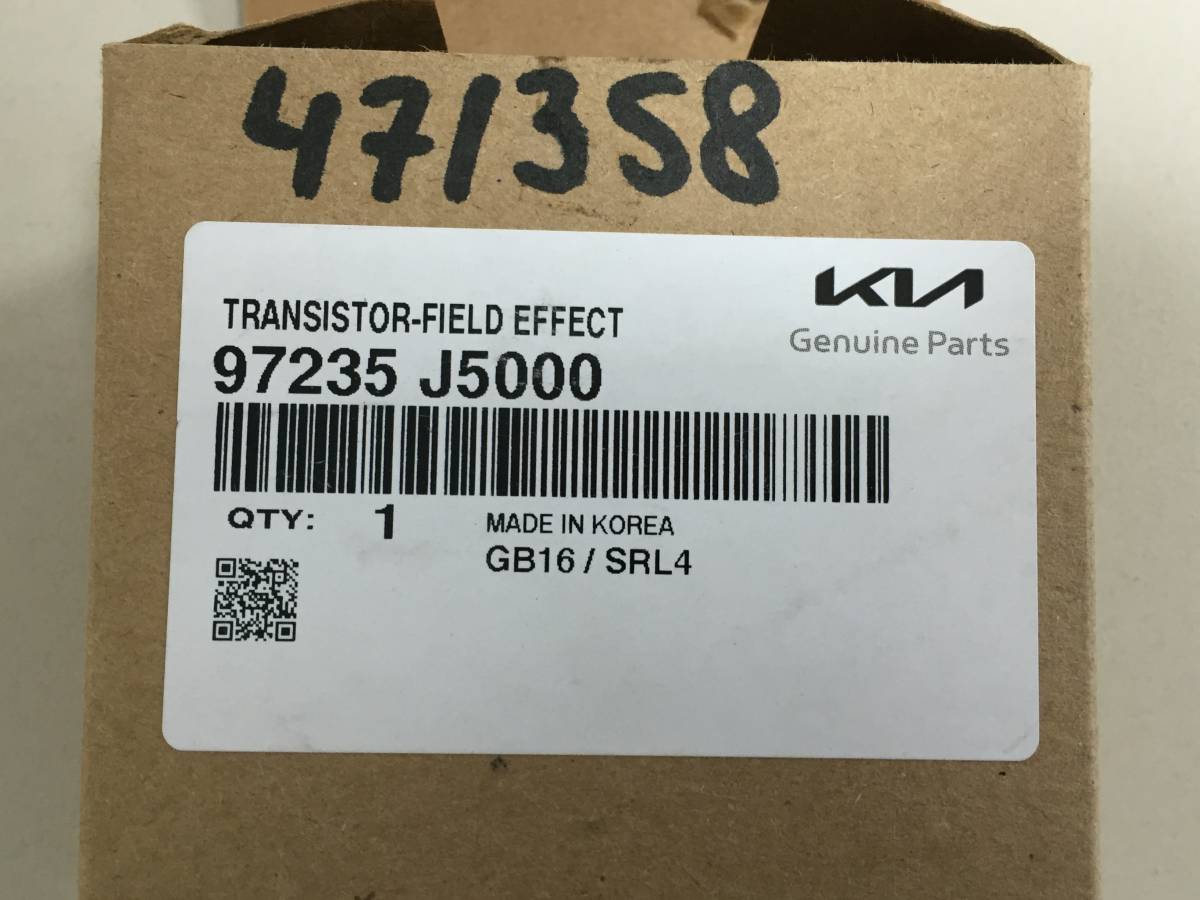 471358
KIA
TRANSISTOR-FIELD EFFECT
Genuine Parts
97235 J5000
QTY: 1
MADE IN KOREA
GB16 / SRL4